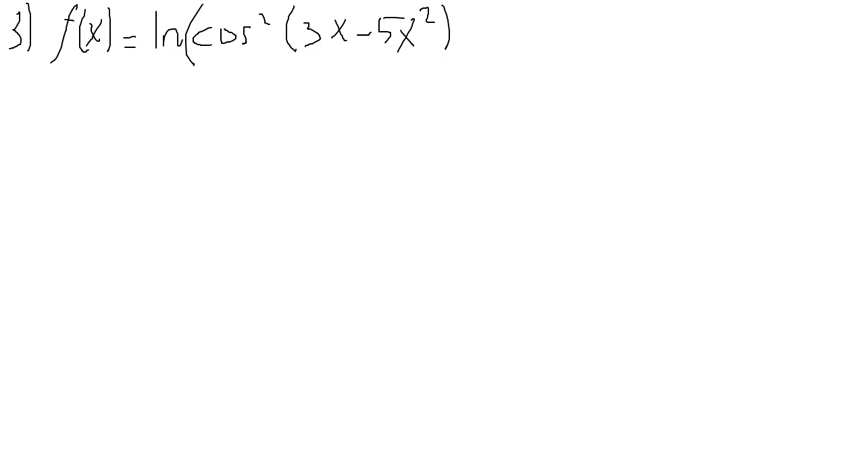 3) f(x) = ln(cos² (3x-5x²)